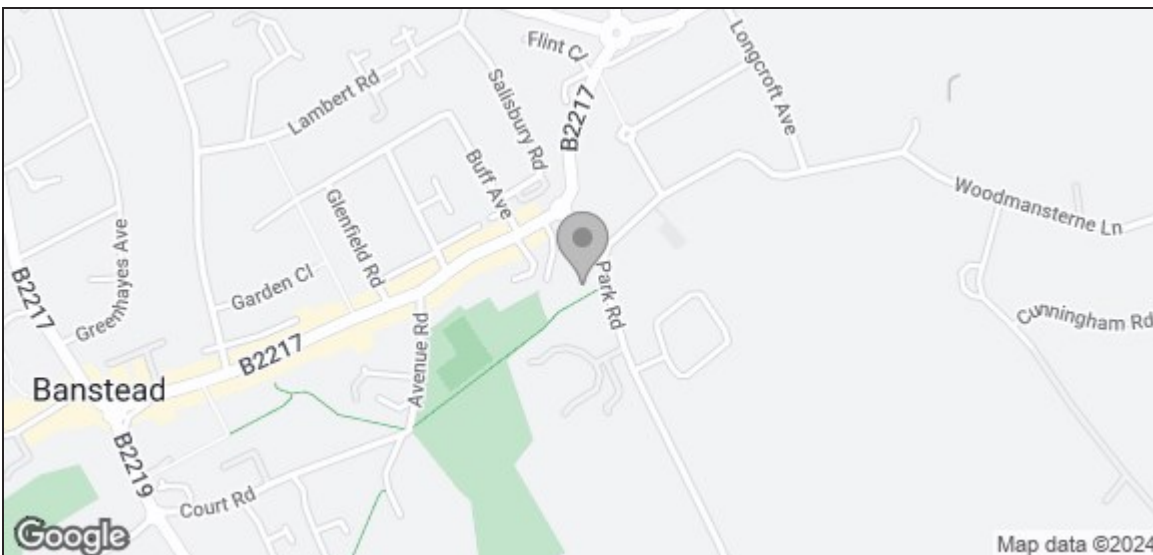 Flint Cl
Longcroft Ave
Lambert Rd
Salisbury Rd
B2217
Buff Ave
Glenfield Rd
Woodmansterne Ln
Greenhayes Ave
Garden Cl
B2217
Park Rd
Cunningham Rd
Avenue Rd
B2217
Banstead
B2219
Court Rd
Google
Map data ©2024